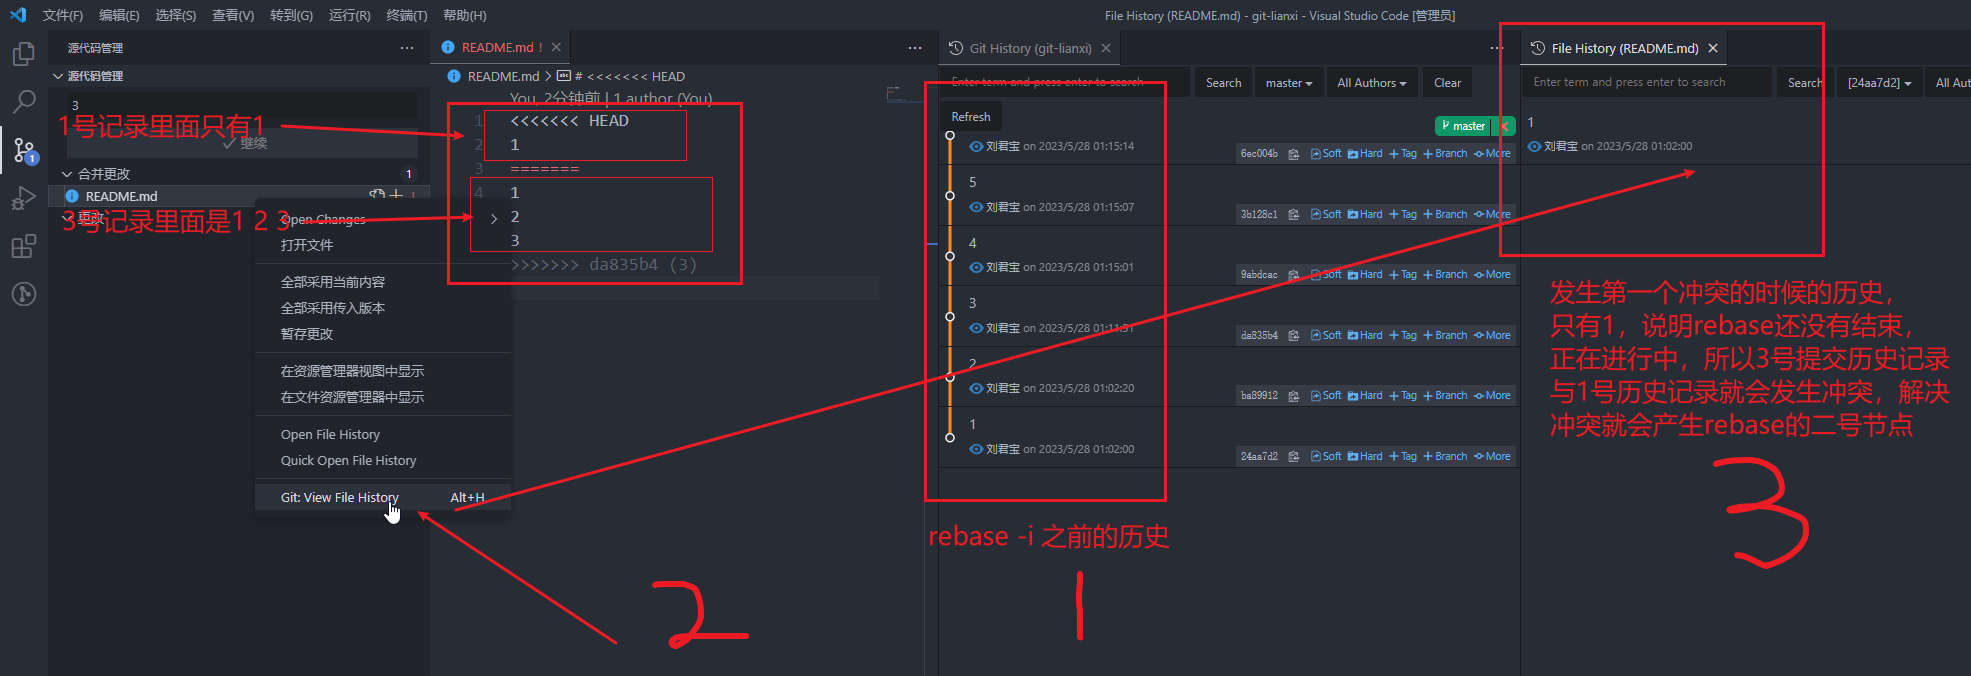 文件(F) 编辑(E) 选择(S) 查看(V) 转到(G) 运行(R) 终端(T) 帮助(H)
File History (README.md) - git-lianxi - Visual Studio Code [管理员]
源代码管理 ···
源代码管理
3
继续
合并更改 1
README.md
更改
1
1号记录里面只有1
3号记录里面是1 2 3
Open Changes
打开文件
全部采用当前内容
全部采用传入版本
暂存更改
在资源管理器视图中显示
在文件资源管理器中显示
Open File History
Quick Open File History
Git: View File History Alt+H
2
README.md !
README.md > # <<<<<<< HEAD
You, 2分钟前 | 1 author (You)
1 <<<<<<< HEAD
2 1
3 =======
4 1
2
3
>>>>>>> da835b4 (3)
Git History (git-lianxi)
Enter term and press enter to search Search master All Authors Clear
Refresh
master
刘君宝 on 2023/5/28 01:15:14 6ec004b Soft Hard Tag Branch More
5
刘君宝 on 2023/5/28 01:15:07 3b128c1 Soft Hard Tag Branch More
4
刘君宝 on 2023/5/28 01:15:01 9abdcac Soft Hard Tag Branch More
3
刘君宝 on 2023/5/28 01:11:51 da835b4 Soft Hard Tag Branch More
2
刘君宝 on 2023/5/28 01:02:20 ba89912 Soft Hard Tag Branch More
1
刘君宝 on 2023/5/28 01:02:00 24aa7d2 Soft Hard Tag Branch More
rebase -i 之前的历史
1
File History (README.md)
Enter term and press enter to search Search [24aa7d2] All Aut
1
刘君宝 on 2023/5/28 01:02:00
发生第一个冲突的时候的历史，
只有1，说明rebase还没有结束，
正在进行中，所以3号提交历史记录
与1号历史记录就会发生冲突，解决
冲突就会产生rebase的二号节点
3